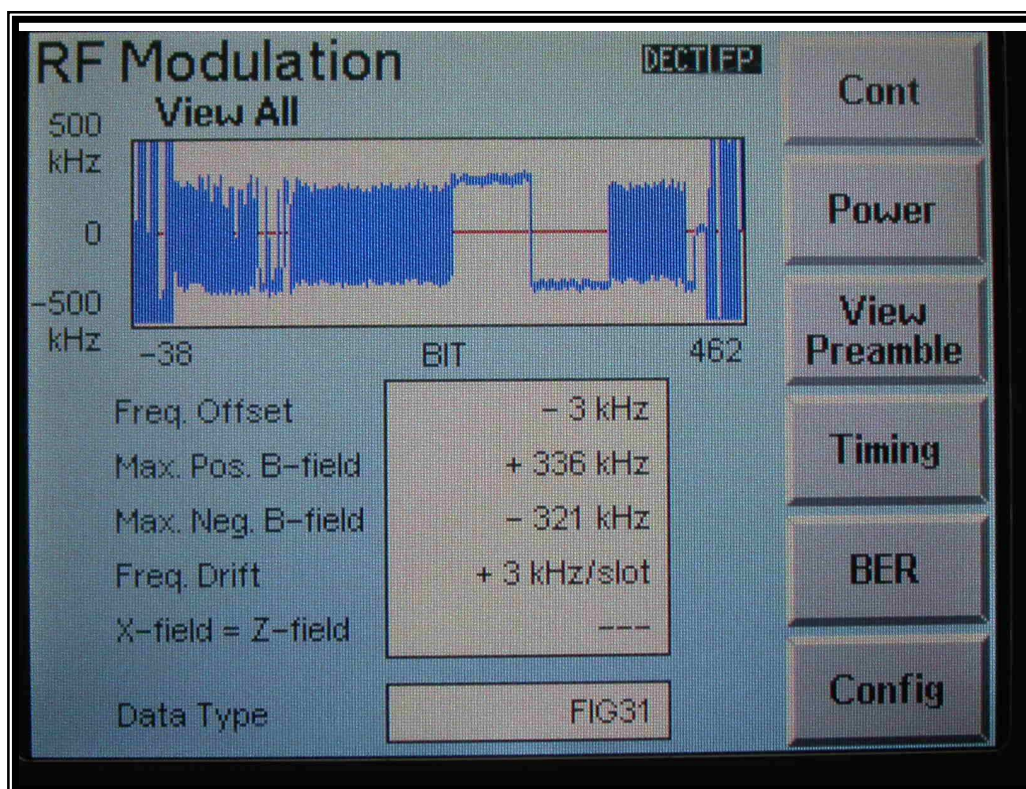 RF Modulation DECT FP
View All
500
kHz
0
-500
kHz
-38 BIT 462
Freq. Offset - 3 kHz
Max. Pos. B-field + 336 kHz
Max. Neg. B-field - 321 kHz
Freq. Drift + 3 kHz/slot
X-field = Z-field ---
Data Type FIG31
Cont
Power
View
Preamble
Timing
BER
Config